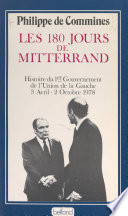 Philippe de Commines
LES 180 JOURS
DE
MITTERRAND
Histoire du 1er Gouvernement
de l'Union de la Gauche
3 Avril - 2 Octobre 1978
belfond